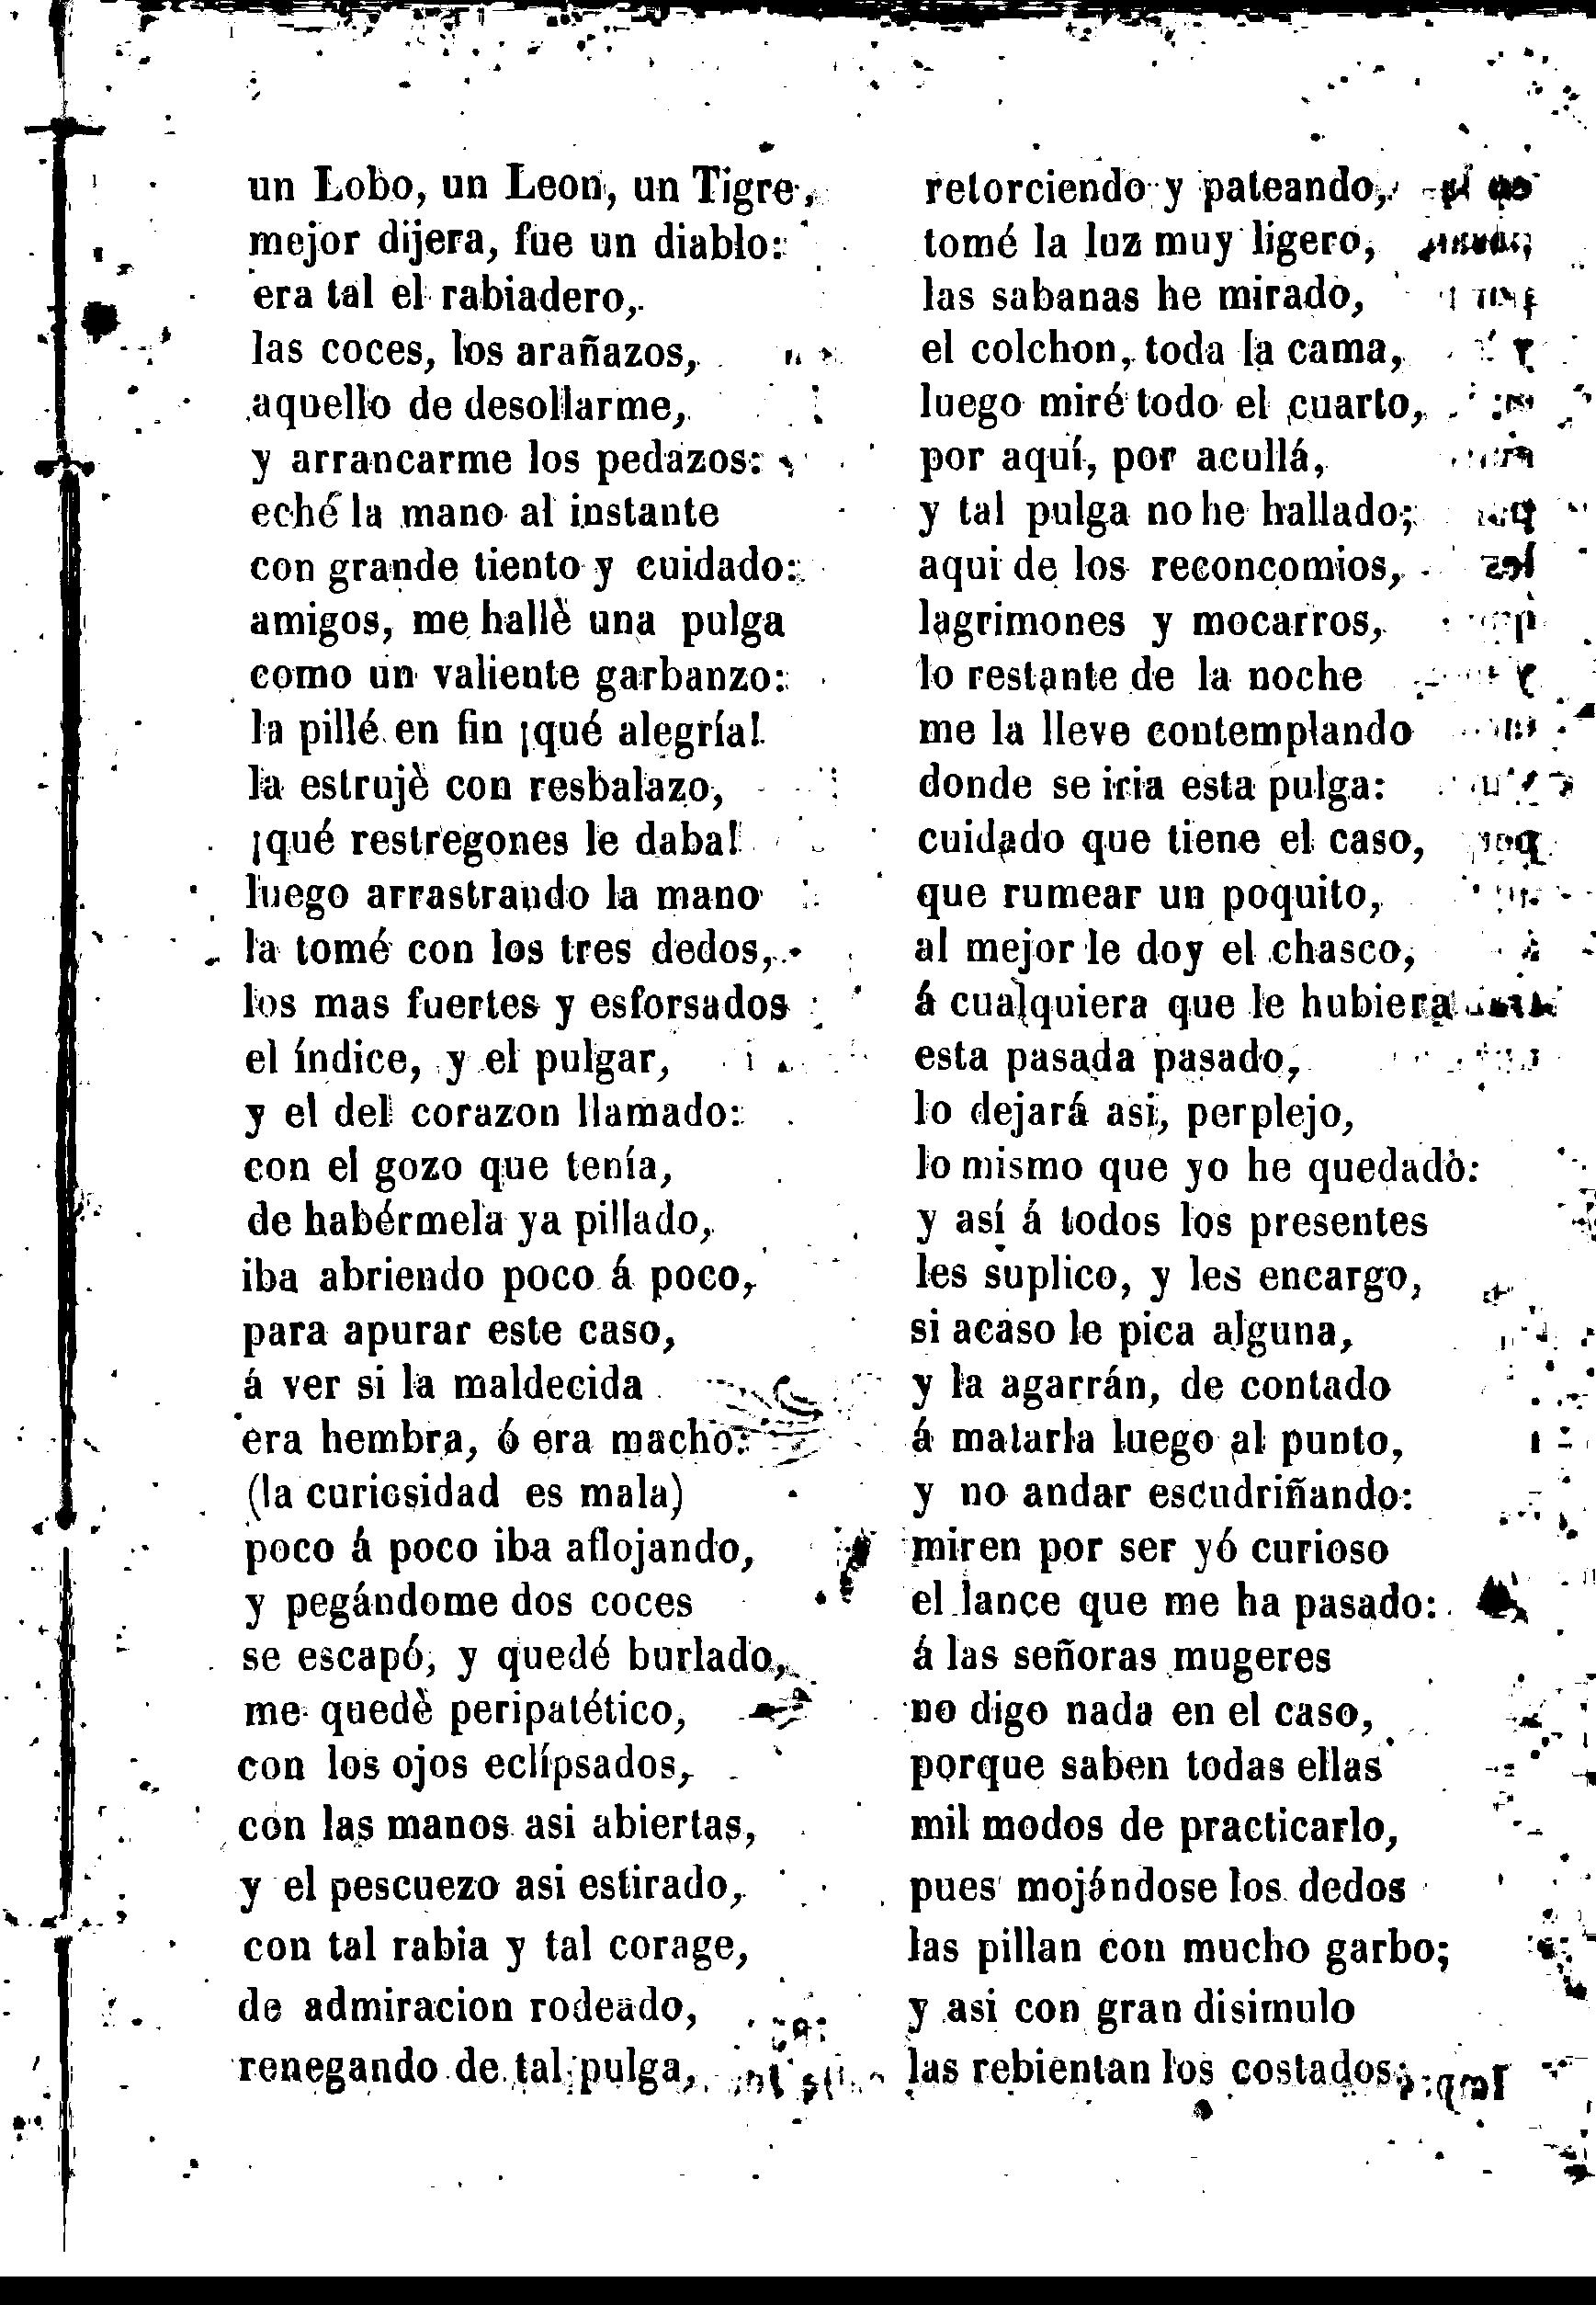 un Lobo, un Leon, un Tigre,
mejor dijera, fue un diablo:
era tal el rabiadero,
las coces, los arañazos,
aquello de desollarme,
y arrancarme los pedazos:
eché la mano al instante
con grande tiento y cuidado:
amigos, me hallè una pulga
como un valiente garbanzo:
la pillé en fin ¡qué alegría!
la estrujè con resbalazo,
¡qué restregones le daba!
luego arrastrando la mano
la tomé con los tres dedos,
los mas fuertes y esforsados
el índice, y el pulgar,
y el del corazon llamado:
con el gozo que tenía,
de habérmela ya pillado,
iba abriendo poco á poco,
para apurar este caso,
á ver si la maldecida
era hembra, ó era macho:
(la curiosidad es mala)
poco á poco iba aflojando,
y pegándome dos coces
se escapó, y quedé burlado,
me quedè peripatético,
con los ojos eclípsados,
con las manos asi abiertas,
y el pescuezo asi estirado,
con tal rabia y tal corage,
de admiracion rodeado,
renegando de tal pulga,
retorciendo y pateando,
tomé la luz muy ligero,
las sabanas he mirado,
el colchon, toda la cama,
luego miré todo el cuarto,
por aquí, por acullá,
y tal pulga no he hallado;
aqui de los reconcomios,
lagrimones y mocarros,
lo restante de la noche
me la lleve contemplando
donde se iria esta pulga:
cuidado que tiene el caso,
que rumear un poquito,
al mejor le doy el chasco,
á cualquiera que le hubiera
esta pasada pasado,
lo dejará asi, perplejo,
lo mismo que yo he quedado:
y así á todos los presentes
les suplico, y les encargo,
si acaso le pica alguna,
y la agarrán, de contado
á matarla luego al punto,
y no andar escudriñando:
miren por ser yó curioso
el lance que me ha pasado:
á las señoras mugeres
no digo nada en el caso,
porque saben todas ellas
mil modos de practicarlo,
pues mojándose los dedos
las pillan con mucho garbo;
y asi con gran disimulo
las rebientan los costados;